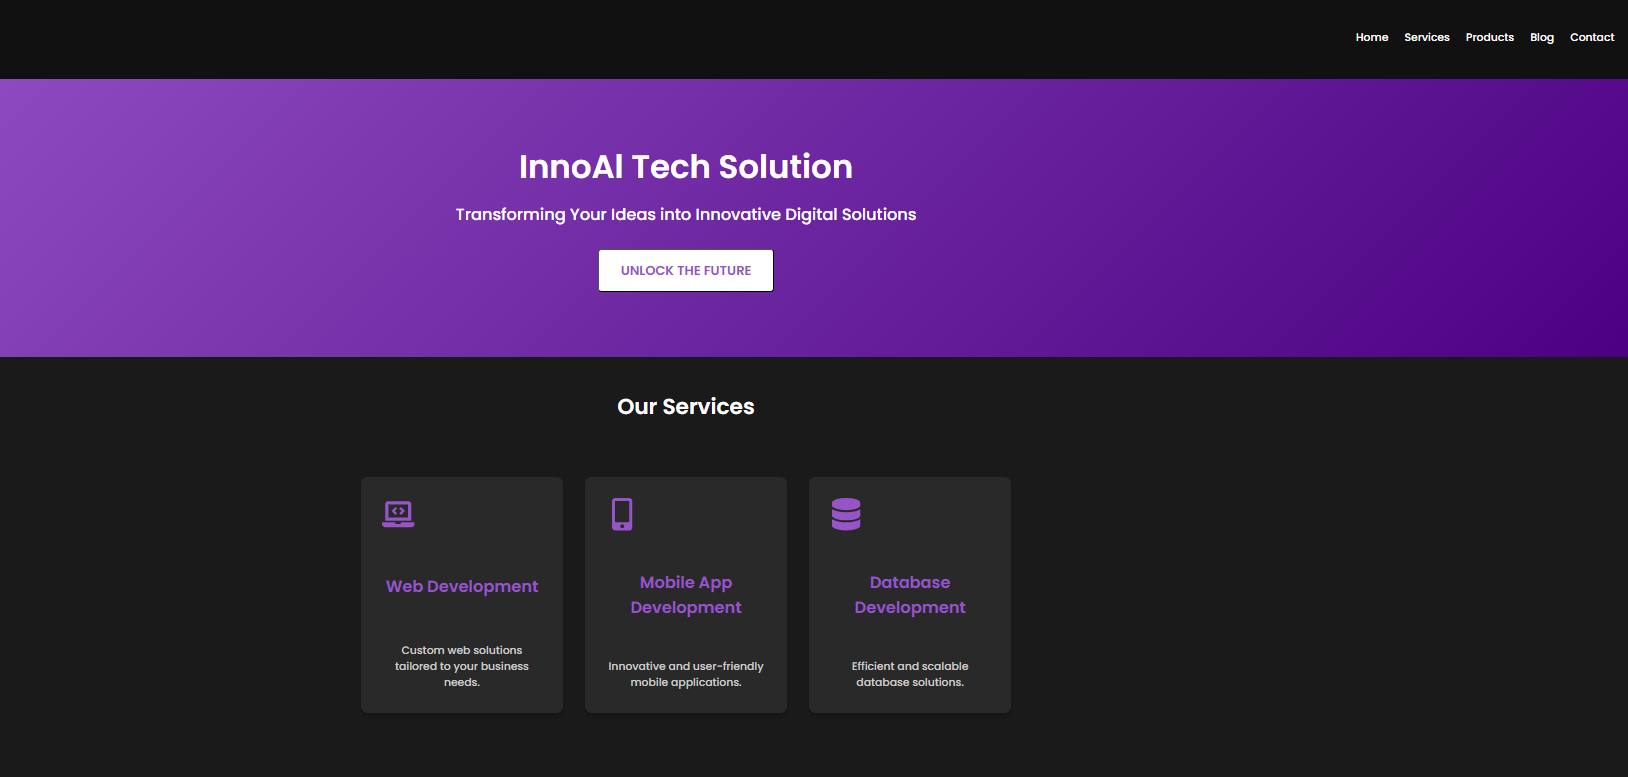 Home Services Products Blog Contact
InnoAI Tech Solution
Transforming Your Ideas into Innovative Digital Solutions
UNLOCK THE FUTURE
Our Services
Web Development
Custom web solutions
tailored to your business
needs.
Mobile App
Development
Innovative and user-friendly
mobile applications.
Database
Development
Efficient and scalable
database solutions.